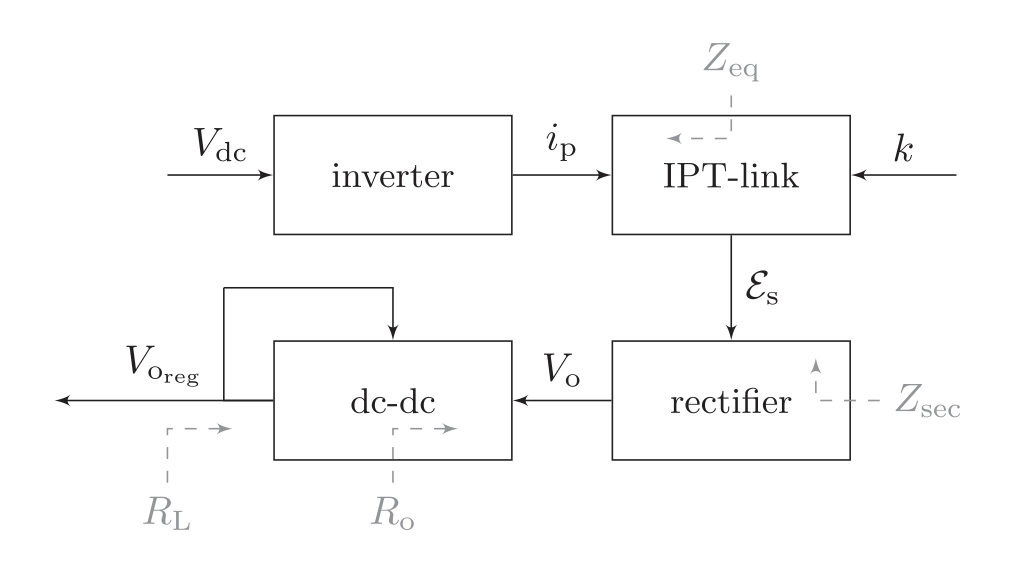 Z_eq
V_dc
inverter
i_p
IPT-link
k
ℰ_s
V_o_reg
dc-dc
V_o
rectifier
Z_sec
R_L
R_o